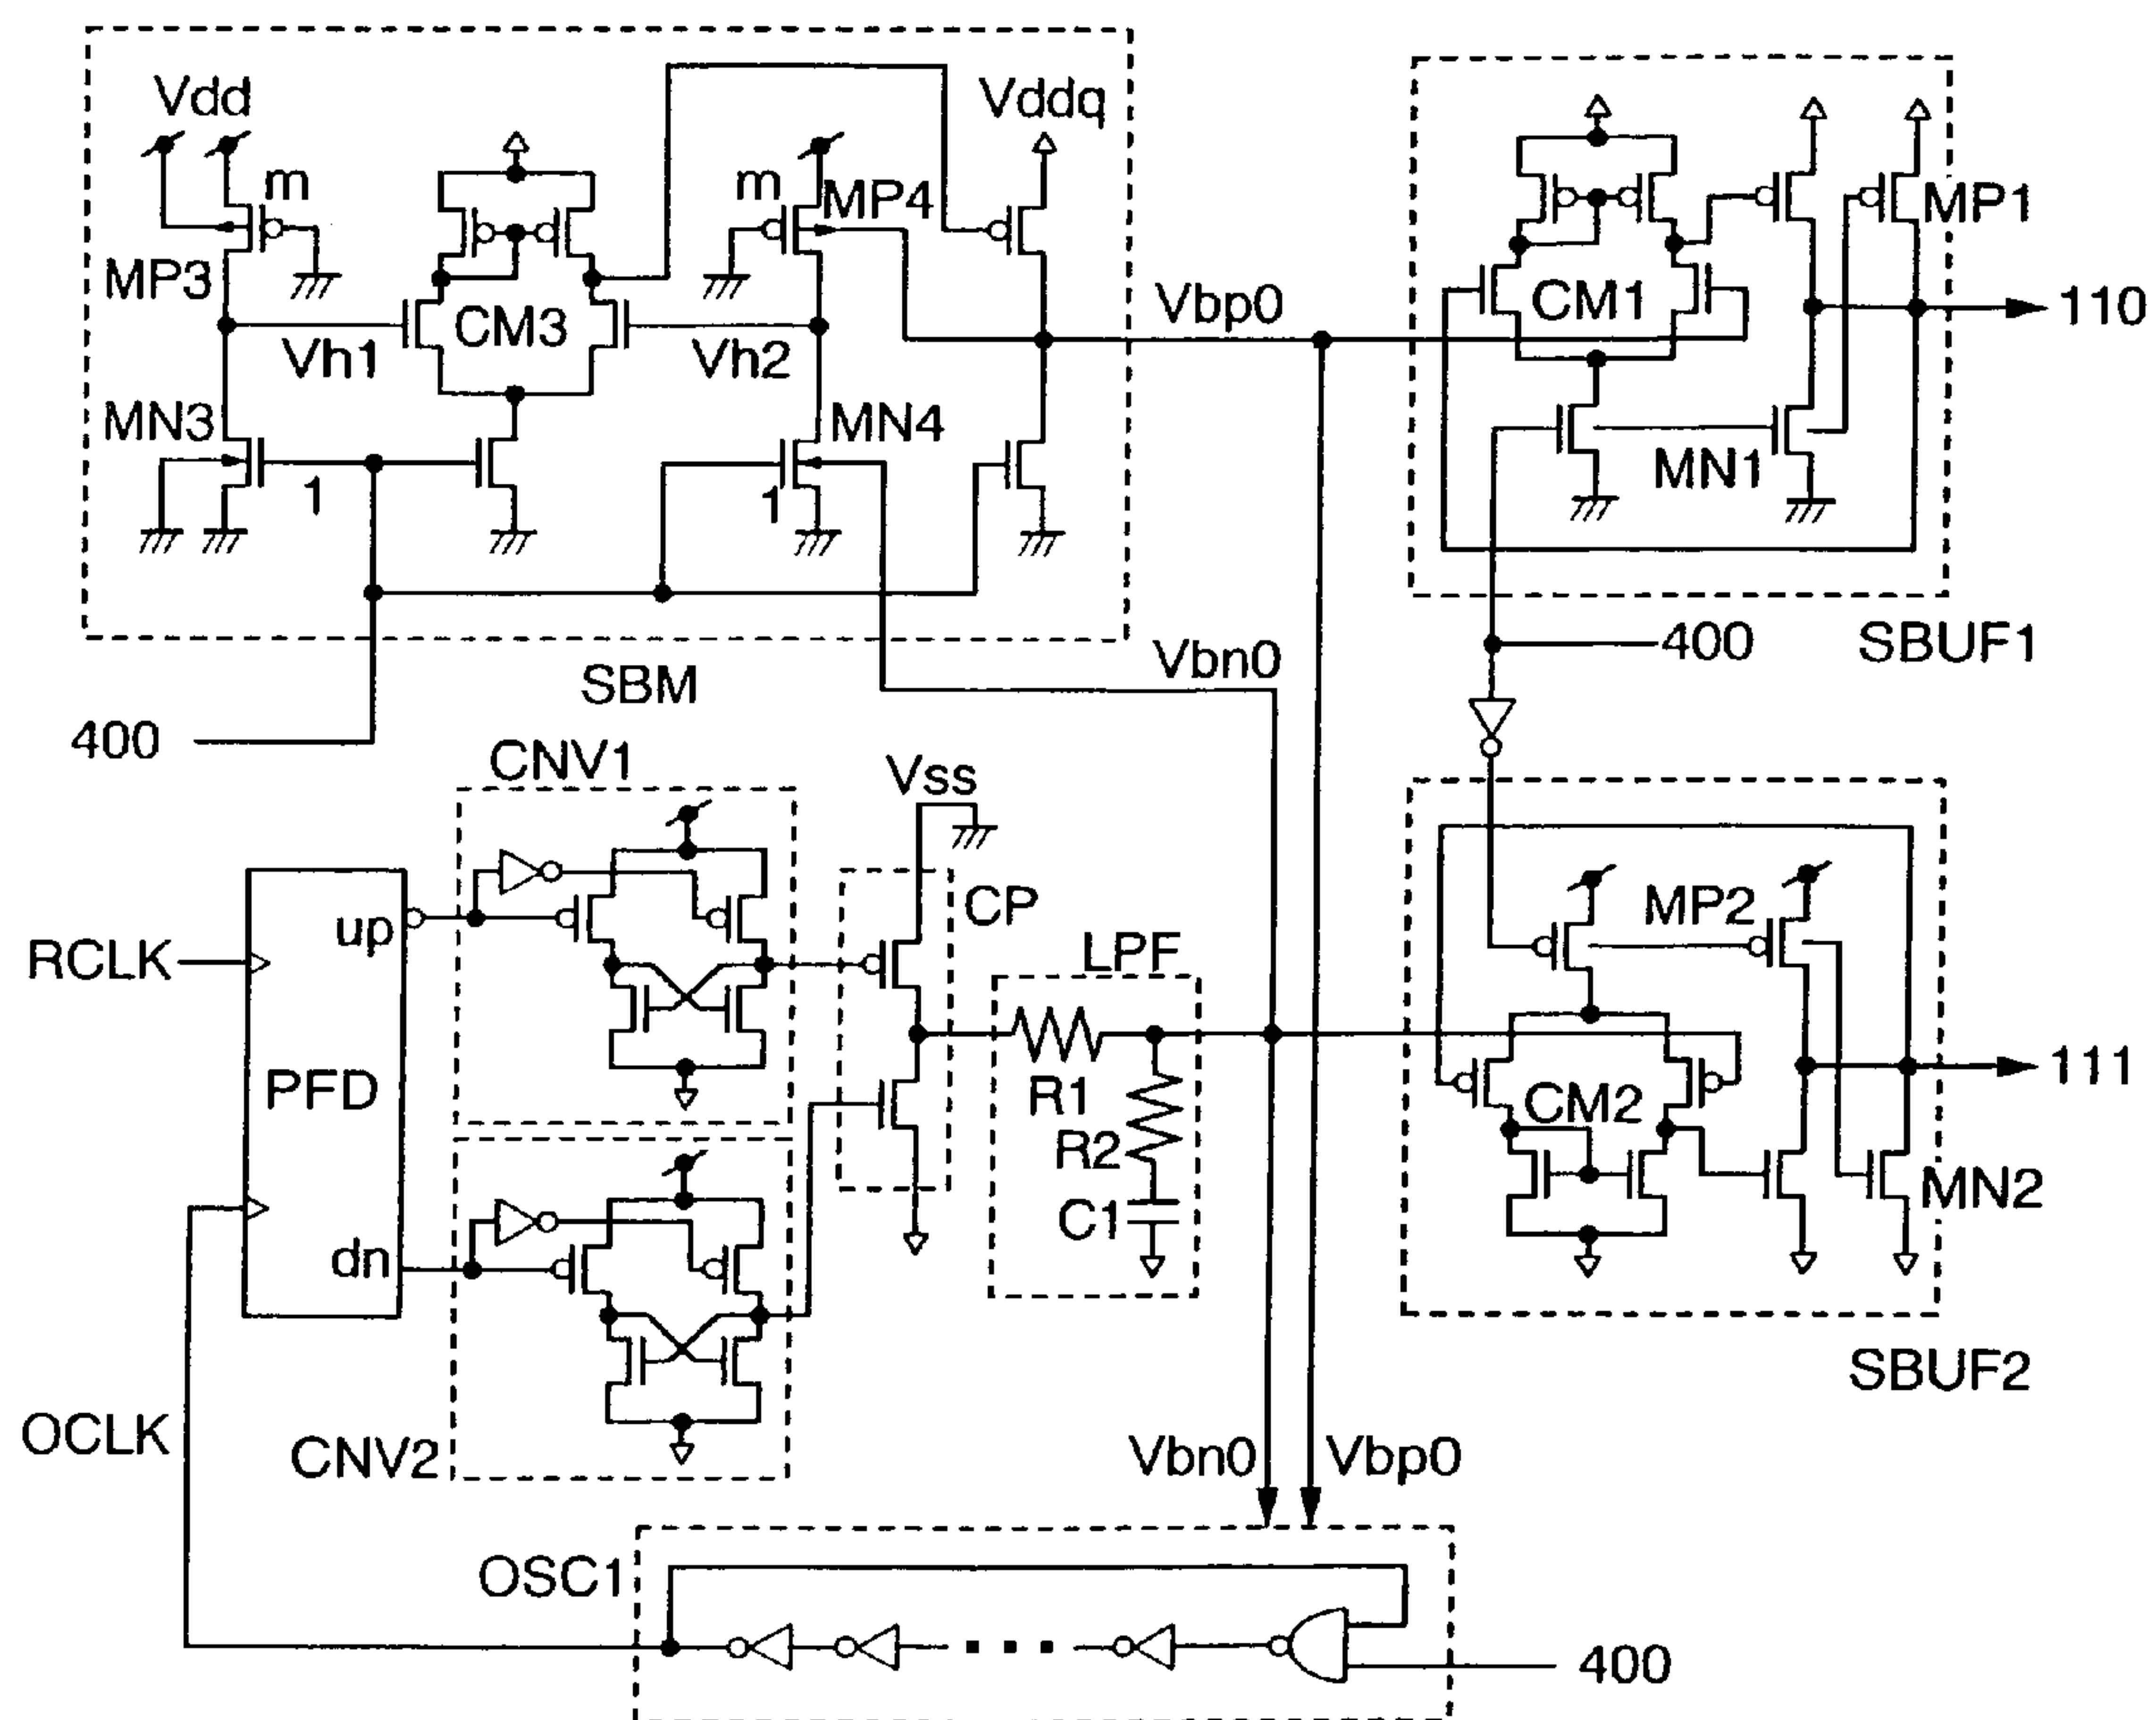 Vdd
Vddq
m
m
MP4
MP1
MP3
CM3
Vh1
Vh2
Vbp0
CM1
110
MN3
MN4
MN1
1
1
400
SBUF1
SBM
Vbn0
400
CNV1
Vss
CP
MP2
up
RCLK
LPF
PFD
R1
CM2
111
R2
MN2
C1
dn
SBUF2
OCLK
CNV2
Vbn0
Vbp0
OSC1
400